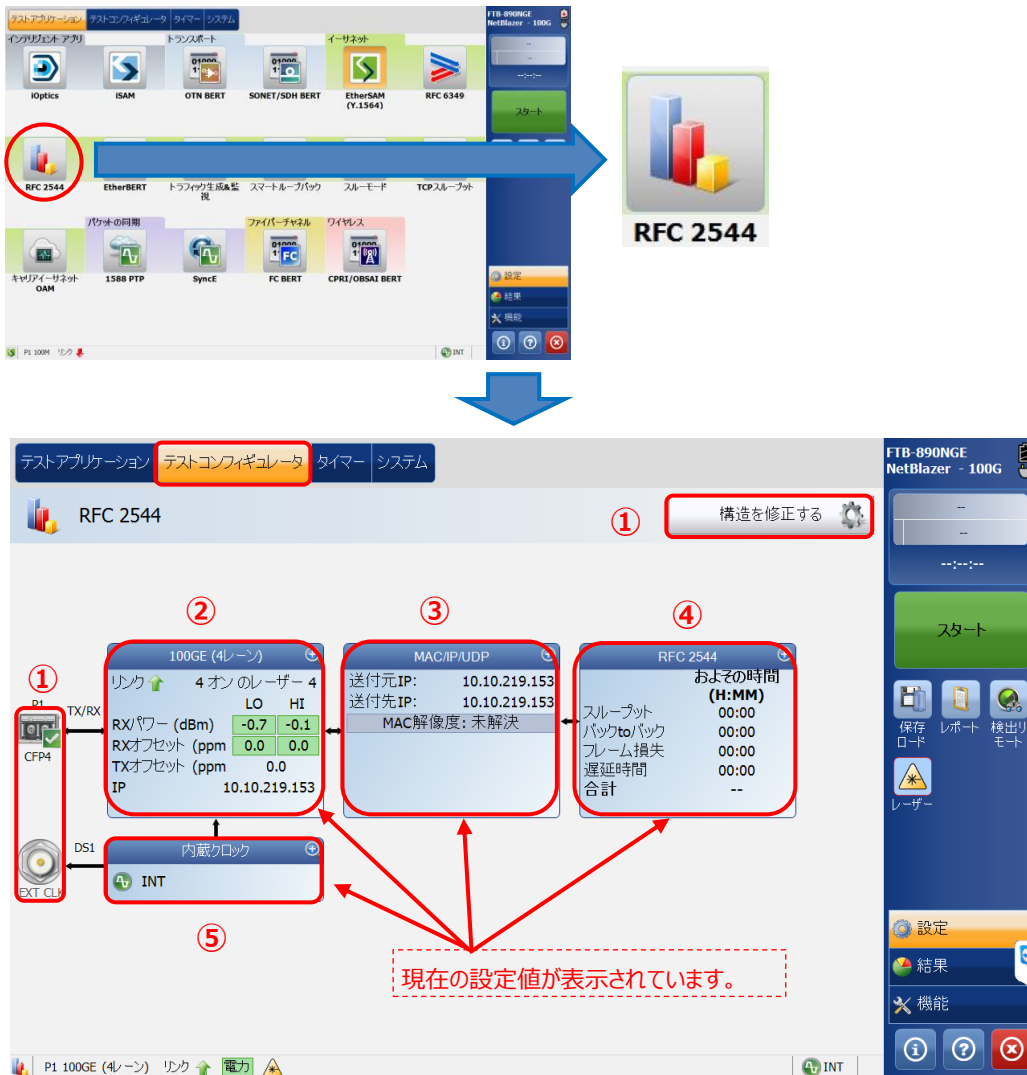 テストアプリケーション テストコンフィギュレータ タイマー システム
FTB-890NGE
NetBlazer - 100G
インテリジェント アプリ トランスポート イーサネット
--
--
--:--:--
iOptics iSAM OTN BERT SONET/SDH BERT EtherSAM (Y.1564) RFC 6349
スタート
RFC 2544 EtherBERT トラフィック生成&監視 スマートループバック スルーモード TCPスループット
RFC 2544
パケットの同期 ファイバーチャネル ワイヤレス
FC
キャリアイーサネット OAM 1588 PTP SyncE FC BERT CPRI/OBSAI BERT
設定
結果
機能
P1 100M リンク INT
テストアプリケーション テストコンフィギュレータ タイマー システム
FTB-890NGE
NetBlazer - 100G
RFC 2544
① 構造を修正する
--
--
--:--:--
② ③ ④
スタート
100GE (4レーン) MAC/IP/UDP RFC 2544
①
P1
TX/RX
CFP4
リンク 4 オン のレーザー 4
LO HI
RXパワー (dBm) -0.7 -0.1
RXオフセット (ppm 0.0 0.0
TXオフセット (ppm 0.0
IP 10.10.219.153
送付元IP: 10.10.219.153
送付先IP: 10.10.219.153
MAC解像度: 未解決
およその時間
(H:MM)
スループット 00:00
バックtoバック 00:00
フレーム損失 00:00
遅延時間 00:00
合計 --
保存
ロード
レポート
検出リ
モート
レーザー
DS1
EXT CLK
内蔵クロック
INT
⑤
現在の設定値が表示されています。
設定
結果
機能
P1 100GE (4レーン) リンク 電力 INT